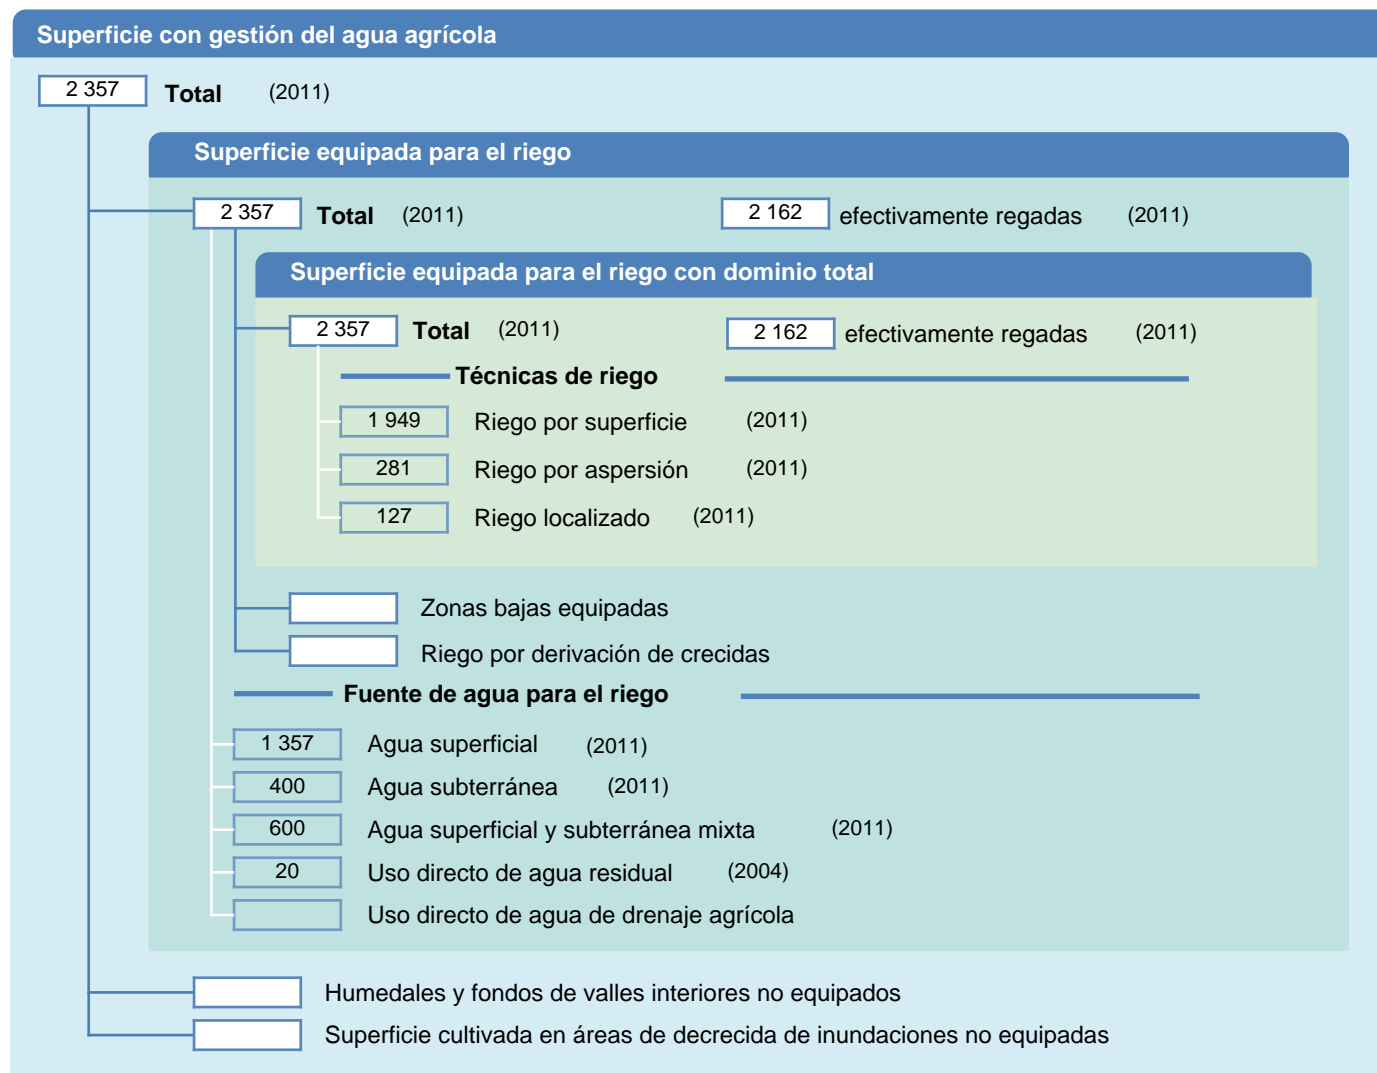 Superficie con gestión del agua agrícola
2 357 Total (2011)
Superficie equipada para el riego
2 357 Total (2011) 2 162 efectivamente regadas (2011)
Superficie equipada para el riego con dominio total
2 357 Total (2011) 2 162 efectivamente regadas (2011)
Técnicas de riego
1 949 Riego por superficie (2011)
281 Riego por aspersión (2011)
127 Riego localizado (2011)
Zonas bajas equipadas
Riego por derivación de crecidas
Fuente de agua para el riego
1 357 Agua superficial (2011)
400 Agua subterránea (2011)
600 Agua superficial y subterránea mixta (2011)
20 Uso directo de agua residual (2004)
Uso directo de agua de drenaje agrícola
Humedales y fondos de valles interiores no equipados
Superficie cultivada en áreas de decrecida de inundaciones no equipadas